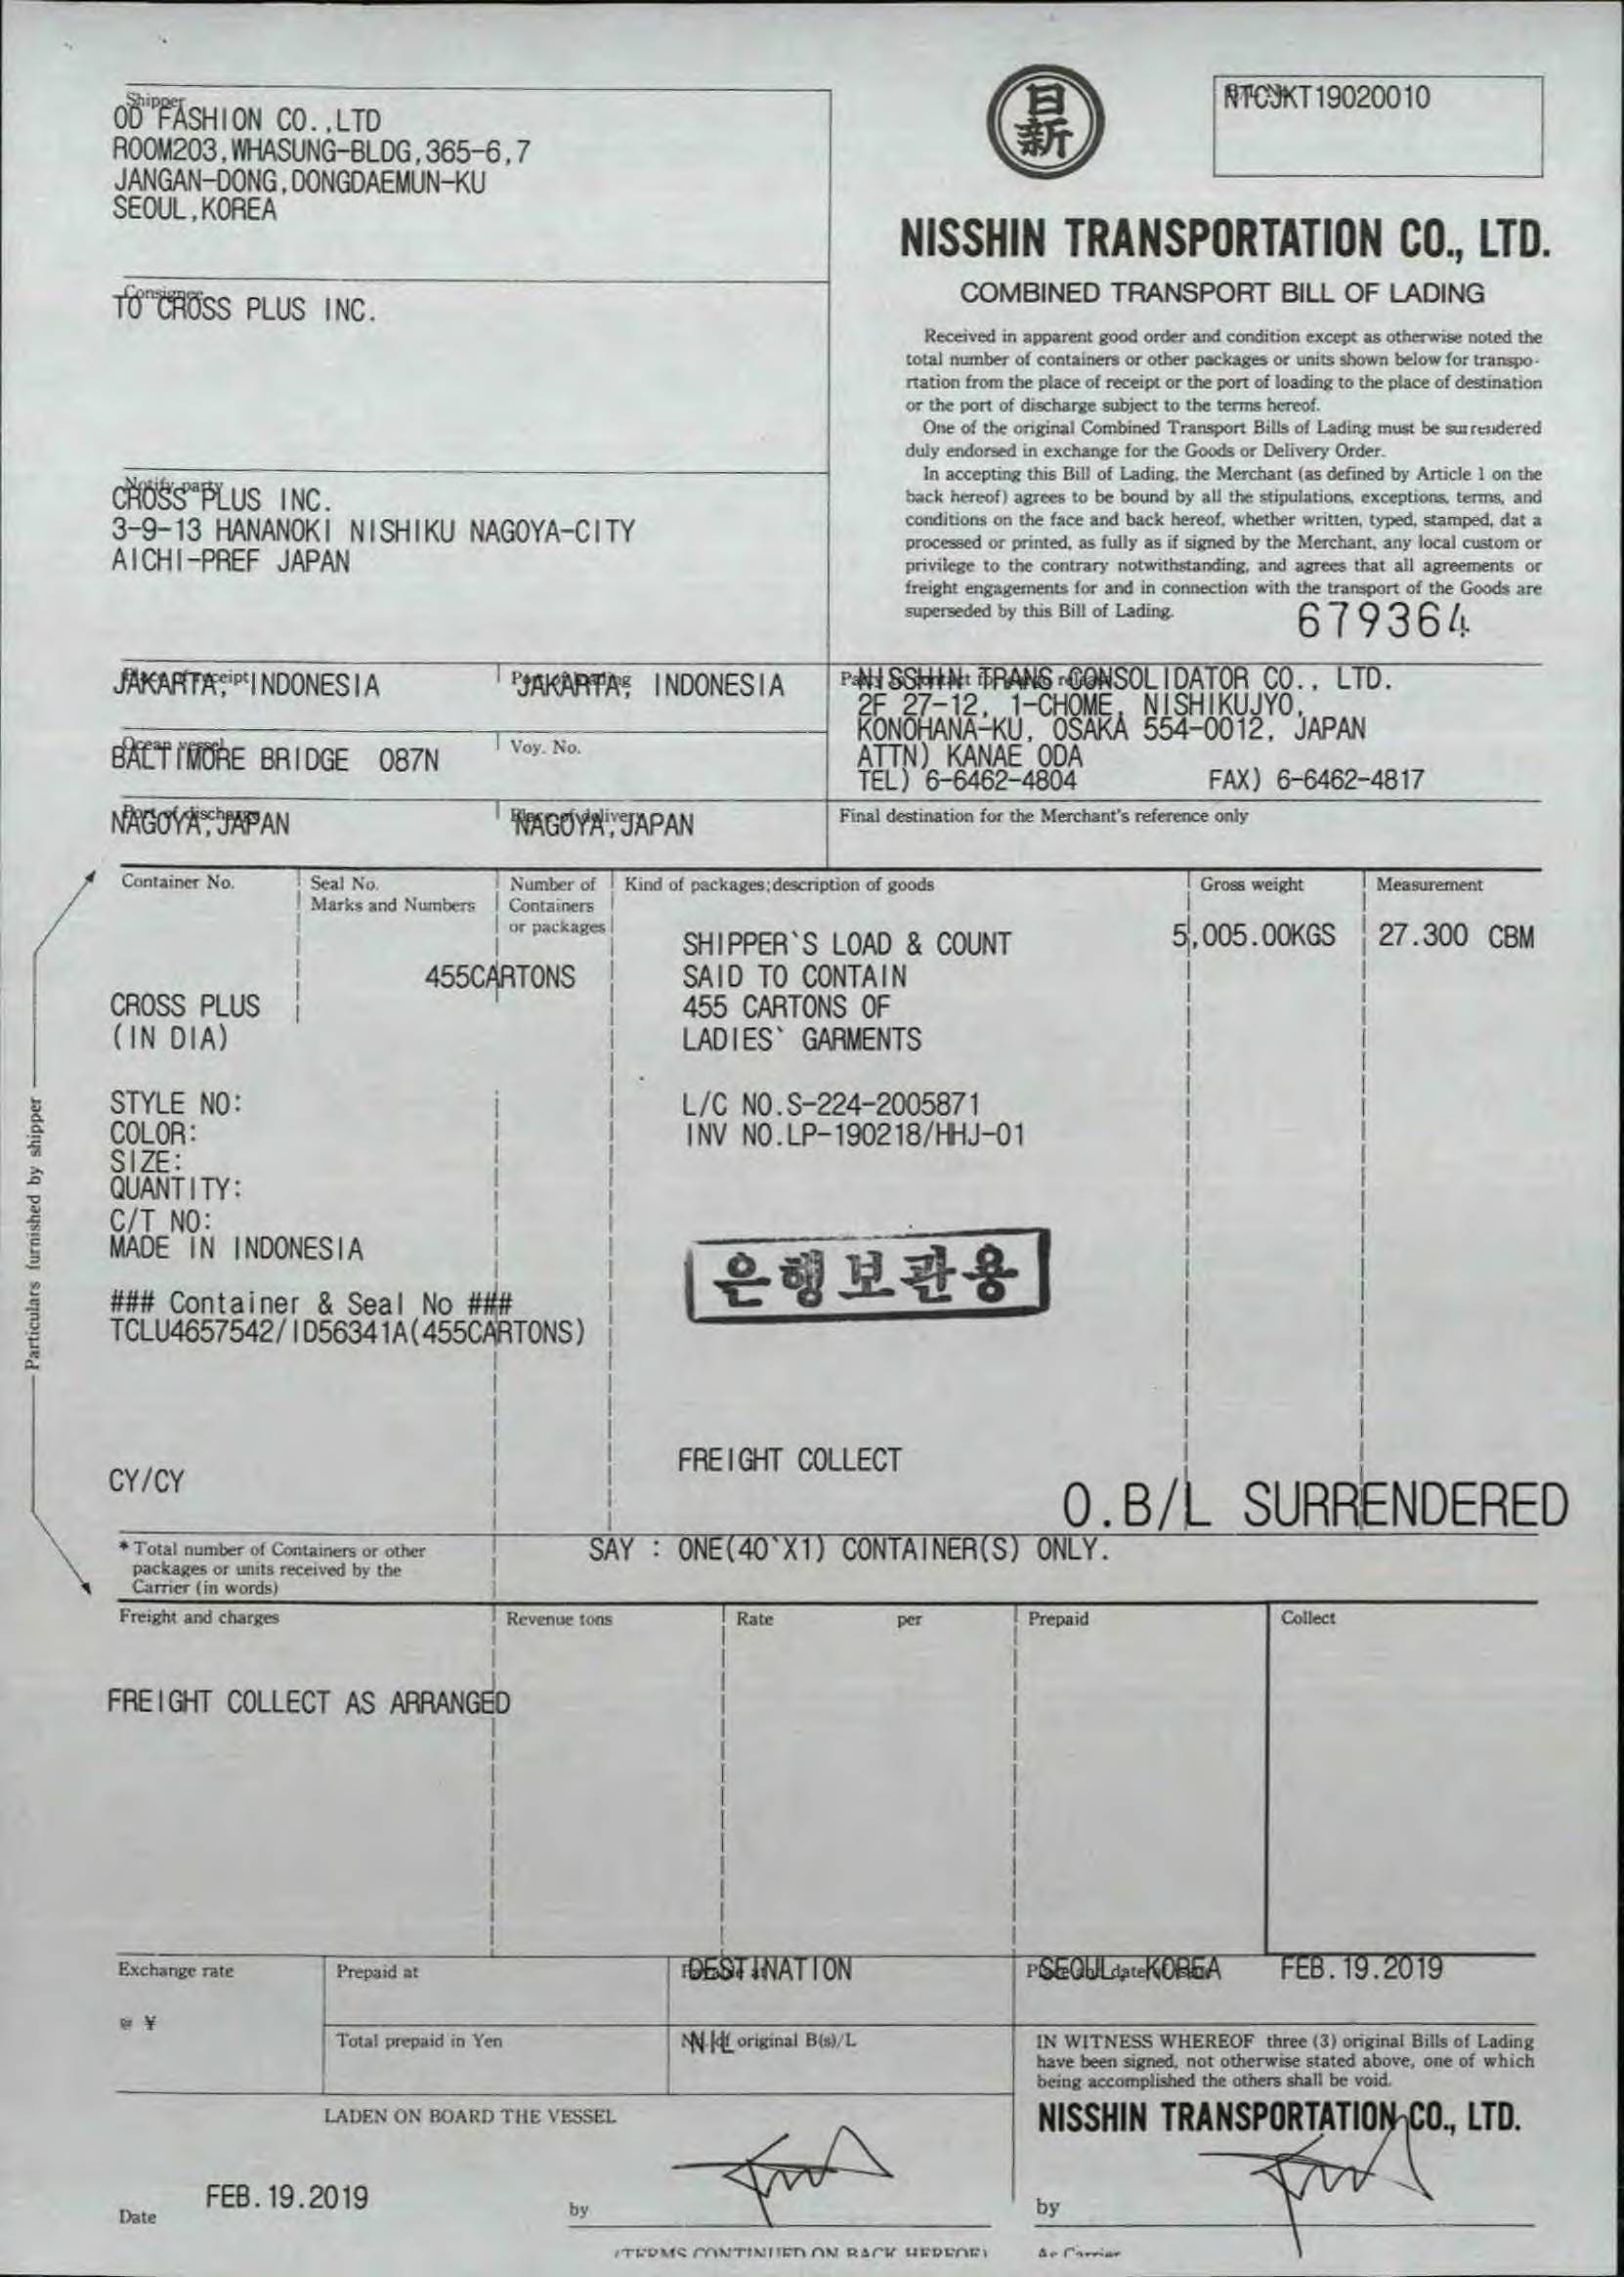 Shipper
OD FASHION CO.,LTD
ROOM203,WHASUNG-BLDG,365-6,7
JANGAN-DONG,DONGDAEMUN-KU
SEOUL,KOREA
日新
NTCJKT19020010
NISSHIN TRANSPORTATION CO., LTD.
COMBINED TRANSPORT BILL OF LADING
Received in apparent good order and condition except as otherwise noted the
total number of containers or other packages or units shown below for transpo-
rtation from the place of receipt or the port of loading to the place of destination
or the port of discharge subject to the terms hereof.
One of the original Combined Transport Bills of Lading must be surrendered
duly endorsed in exchange for the Goods or Delivery Order.
In accepting this Bill of Lading, the Merchant (as defined by Article 1 on the
back hereof) agrees to be bound by all the stipulations, exceptions, terms, and
conditions on the face and back hereof, whether written, typed, stamped, dat a
processed or printed, as fully as if signed by the Merchant, any local custom or
privilege to the contrary notwithstanding, and agrees that all agreements or
freight engagements for and in connection with the transport of the Goods are
superseded by this Bill of Lading.
679364
Consignee
TO CROSS PLUS INC.
Notify party
CROSS PLUS INC.
3-9-13 HANANOKI NISHIKU NAGOYA-CITY
AICHI-PREF JAPAN
Place of receipt
JAKARTA, INDONESIA
Port of loading
JAKARTA, INDONESIA
NISSHIN TRANS CONSOLIDATOR CO., LTD.
2F 27-12, 1-CHOME, NISHIKUJYO,
KONOHANA-KU, OSAKA 554-0012, JAPAN
ATTN) KANAE ODA
TEL) 6-6462-4804 FAX) 6-6462-4817
Ocean vessel
BALTIMORE BRIDGE 087N
Voy. No.
Port of discharge
NAGOYA,JAPAN
Place of delivery
NAGOYA,JAPAN
Final destination for the Merchant's reference only
Particulars furnished by shipper
Container No.
Seal No.
Marks and Numbers
Number of
Containers
or packages
Kind of packages;description of goods
Gross weight
Measurement
455CARTONS
SHIPPER`S LOAD & COUNT
SAID TO CONTAIN
455 CARTONS OF
LADIES` GARMENTS
5,005.00KGS
27.300 CBM
CROSS PLUS
(IN DIA)
STYLE NO:
COLOR:
SIZE:
QUANTITY:
C/T NO:
MADE IN INDONESIA
L/C NO.S-224-2005871
INV NO.LP-190218/HHJ-01
은행보관용
### Container & Seal No ###
TCLU4657542/ID56341A(455CARTONS)
FREIGHT COLLECT
CY/CY
O.B/L SURRENDERED
* Total number of Containers or other
packages or units received by the
Carrier (in words)
SAY : ONE(40`X1) CONTAINER(S) ONLY.
Freight and charges
Revenue tons
Rate
per
Prepaid
Collect
FREIGHT COLLECT AS ARRANGED
Exchange rate
@ ¥
Prepaid at
DESTINATION
SEOUL, KOREA FEB.19.2019
Total prepaid in Yen
original B(s)/L
IN WITNESS WHEREOF three (3) original Bills of Lading
have been signed, not otherwise stated above, one of which
being accomplished the others shall be void.
NISSHIN TRANSPORTATION CO., LTD.
LADEN ON BOARD THE VESSEL
Date FEB.19.2019
by
by
(TERMS CONTINUED ON BACK HEREOF)
As Carrier